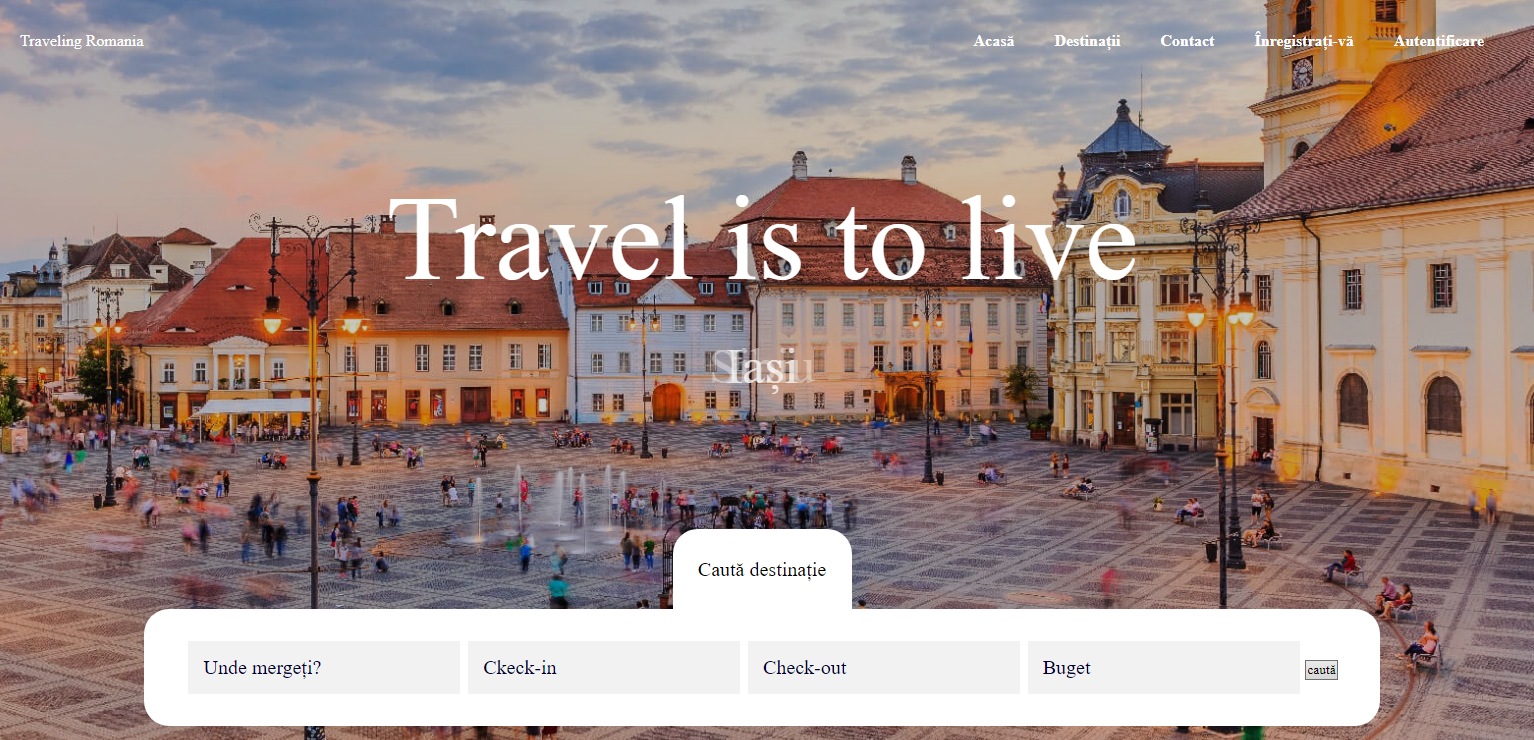 Traveling Romania
Acasă Destinații Contact Înregistrați-vă Autentificare
Travel is to live
Iași
Caută destinație
Unde mergeți? Ckeck-in Check-out Buget caută